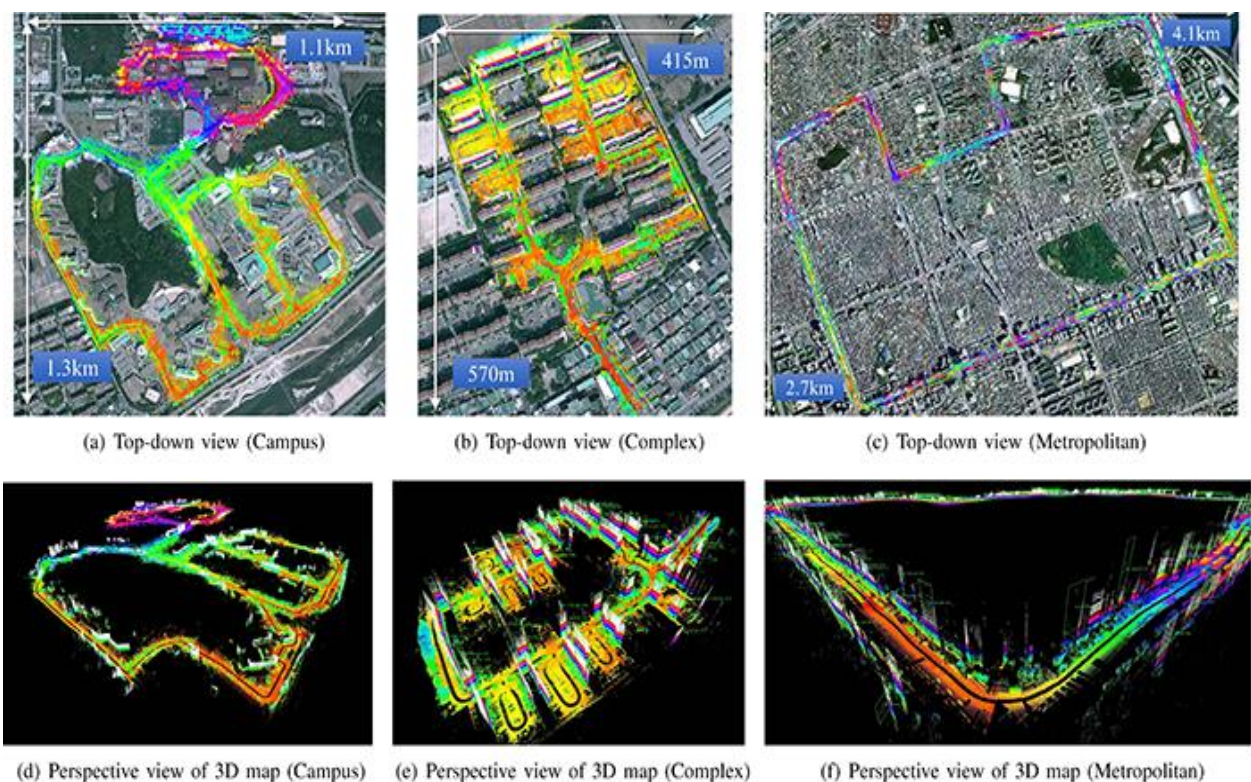 1.1km
415m
4.1km
1.3km
570m
2.7km
(a) Top-down view (Campus)
(b) Top-down view (Complex)
(c) Top-down view (Metropolitan)
(d) Perspective view of 3D map (Campus)
(e) Perspective view of 3D map (Complex)
(f) Perspective view of 3D map (Metropolitan)